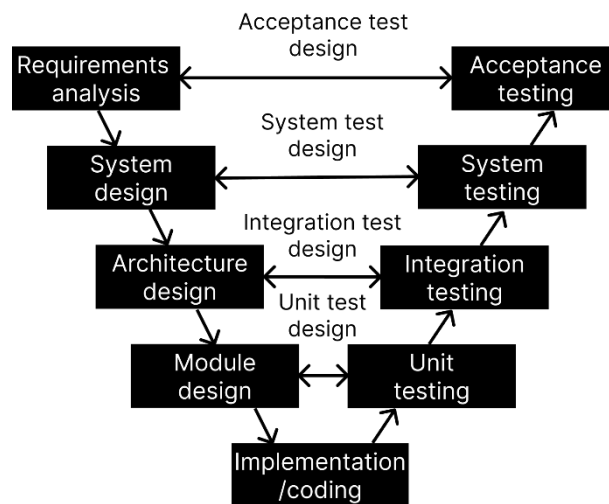 Acceptance test
design
Requirements
analysis
Acceptance
testing
System test
design
System
design
System
testing
Integration test
design
Architecture
design
Integration
testing
Unit test
design
Module
design
Unit
testing
Implementation
/coding